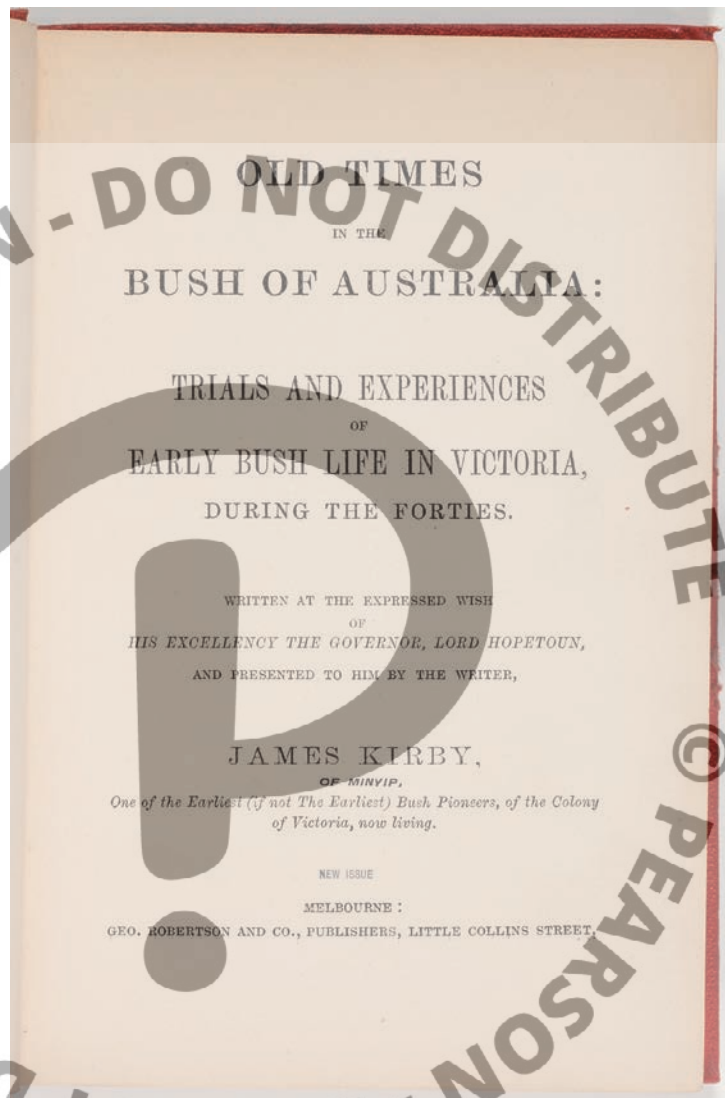 OLD TIMES
IN THE
BUSH OF AUSTRALIA:
TRIALS AND EXPERIENCES
OF
EARLY BUSH LIFE IN VICTORIA,
DURING THE FORTIES.
WRITTEN AT THE EXPRESSED WISH
OF
HIS EXCELLENCY THE GOVERNOR, LORD HOPETOUN,
AND PRESENTED TO HIM BY THE WRITER,
JAMES KIRBY,
OF MINYIP,
One of the Earliest (if not The Earliest) Bush Pioneers, of the Colony
of Victoria, now living.
NEW ISSUE
MELBOURNE:
GEO. ROBERTSON AND CO., PUBLISHERS, LITTLE COLLINS STREET,
N - DO NOT DISTRIBUTE
© PEARSON